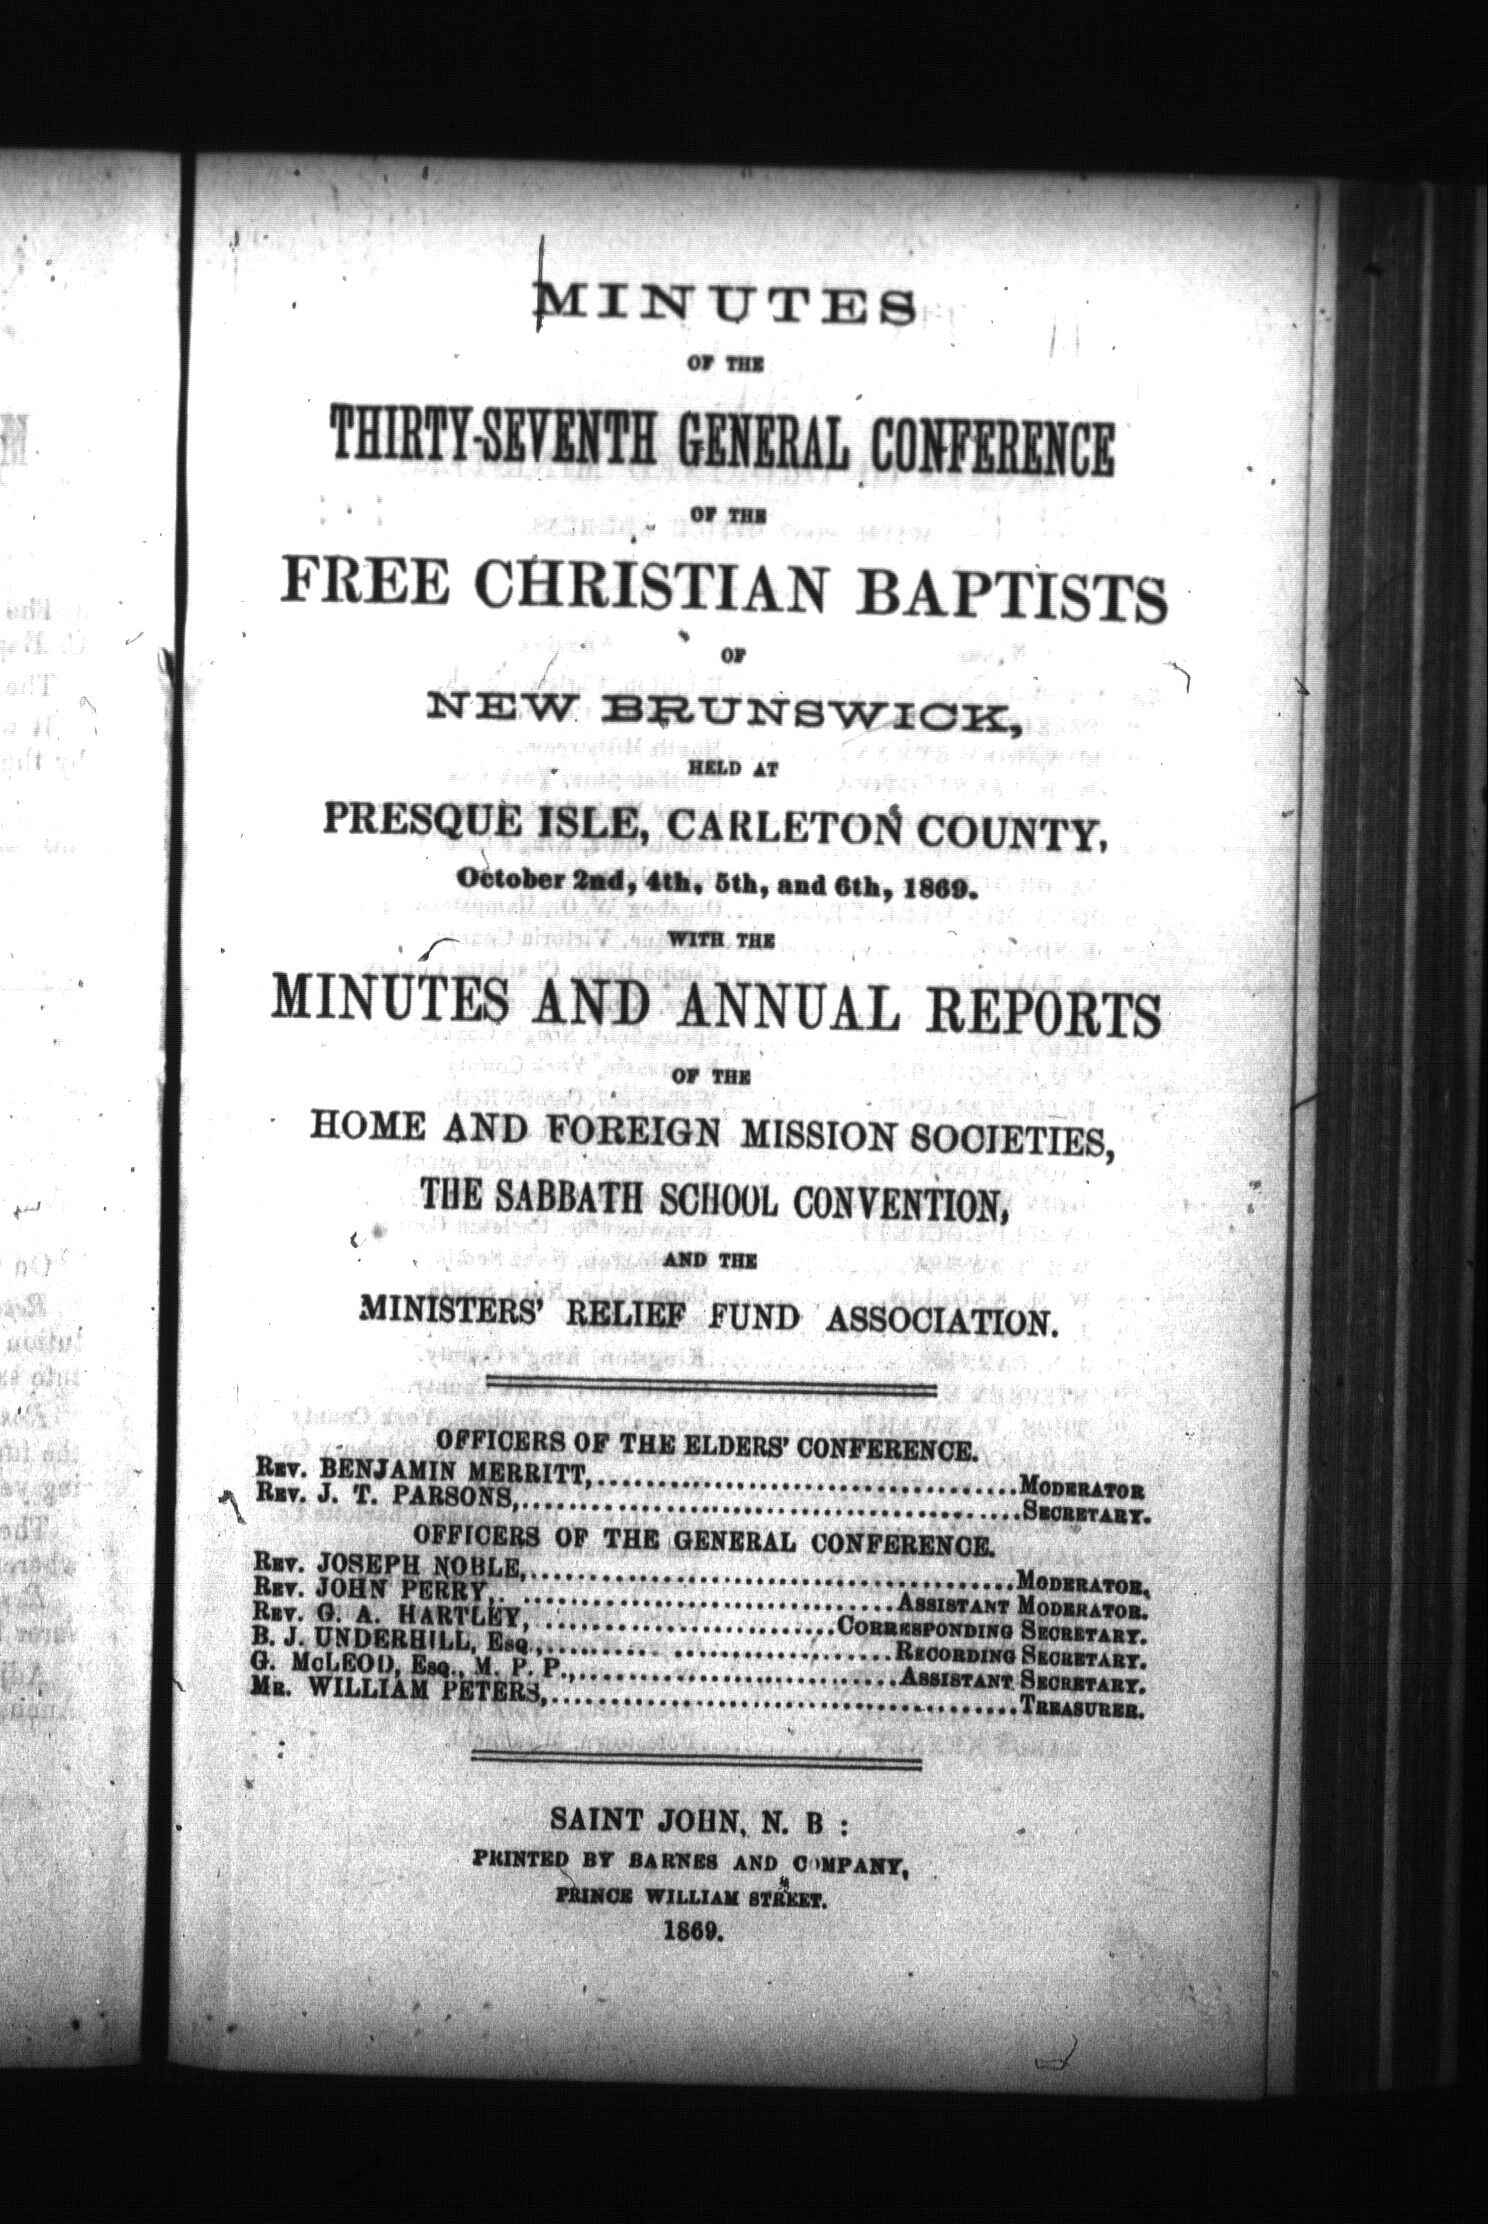 MINUTES
OF THE
THIRTY-SEVENTH GENERAL CONFERENCE
OF THE
FREE CHRISTIAN BAPTISTS
OF
NEW BRUNSWICK,
HELD AT
PRESQUE ISLE, CARLETON COUNTY,
October 2nd, 4th, 5th, and 6th, 1869.
WITH THE
MINUTES AND ANNUAL REPORTS
OF THE
HOME AND FOREIGN MISSION SOCIETIES,
THE SABBATH SCHOOL CONVENTION,
AND THE
MINISTERS' RELIEF FUND ASSOCIATION.
OFFICERS OF THE ELDERS' CONFERENCE.
REV. BENJAMIN MERRITT,....................................MODERATOR
REV. J. T. PARSONS,..........................................SECRETARY.
OFFICERS OF THE GENERAL CONFERENCE.
REV. JOSEPH NOBLE,........................................MODERATOR,
REV. JOHN PERRY,. ...............................ASSISTANT MODERATOR.
REV. G. A. HARTLEY, .........................CORRESPONDING SECRETARY.
B. J. UNDERHILL, ESQ.,..............................RECORDING SECRETARY.
G. McLEOD, ESQ., M. P. P.,...........................ASSISTANT SECRETARY.
MR. WILLIAM PETERS,.......................................TREASURER.
SAINT JOHN, N. B :
PRINTED BY BARNES AND COMPANY,
PRINCE WILLIAM STREET.
1869.